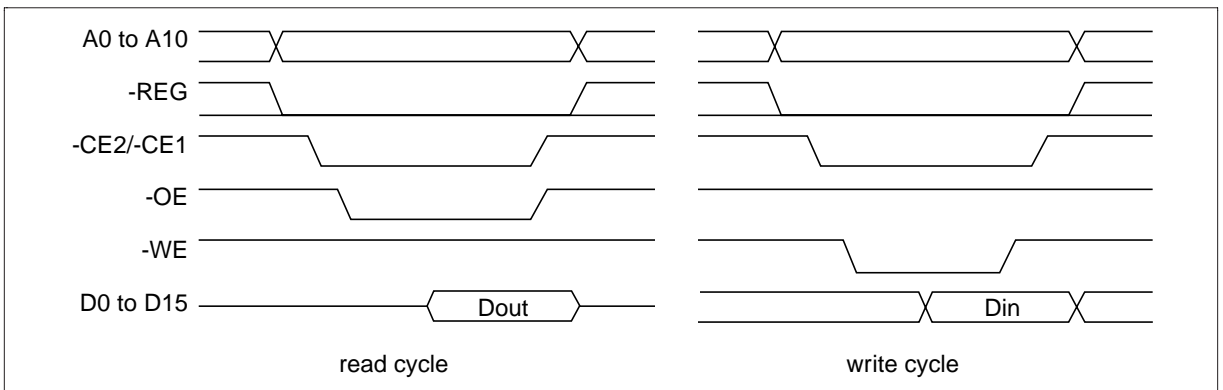 A0 to A10
-REG
-CE2/-CE1
-OE
-WE
D0 to D15
Dout
Din
read cycle
write cycle